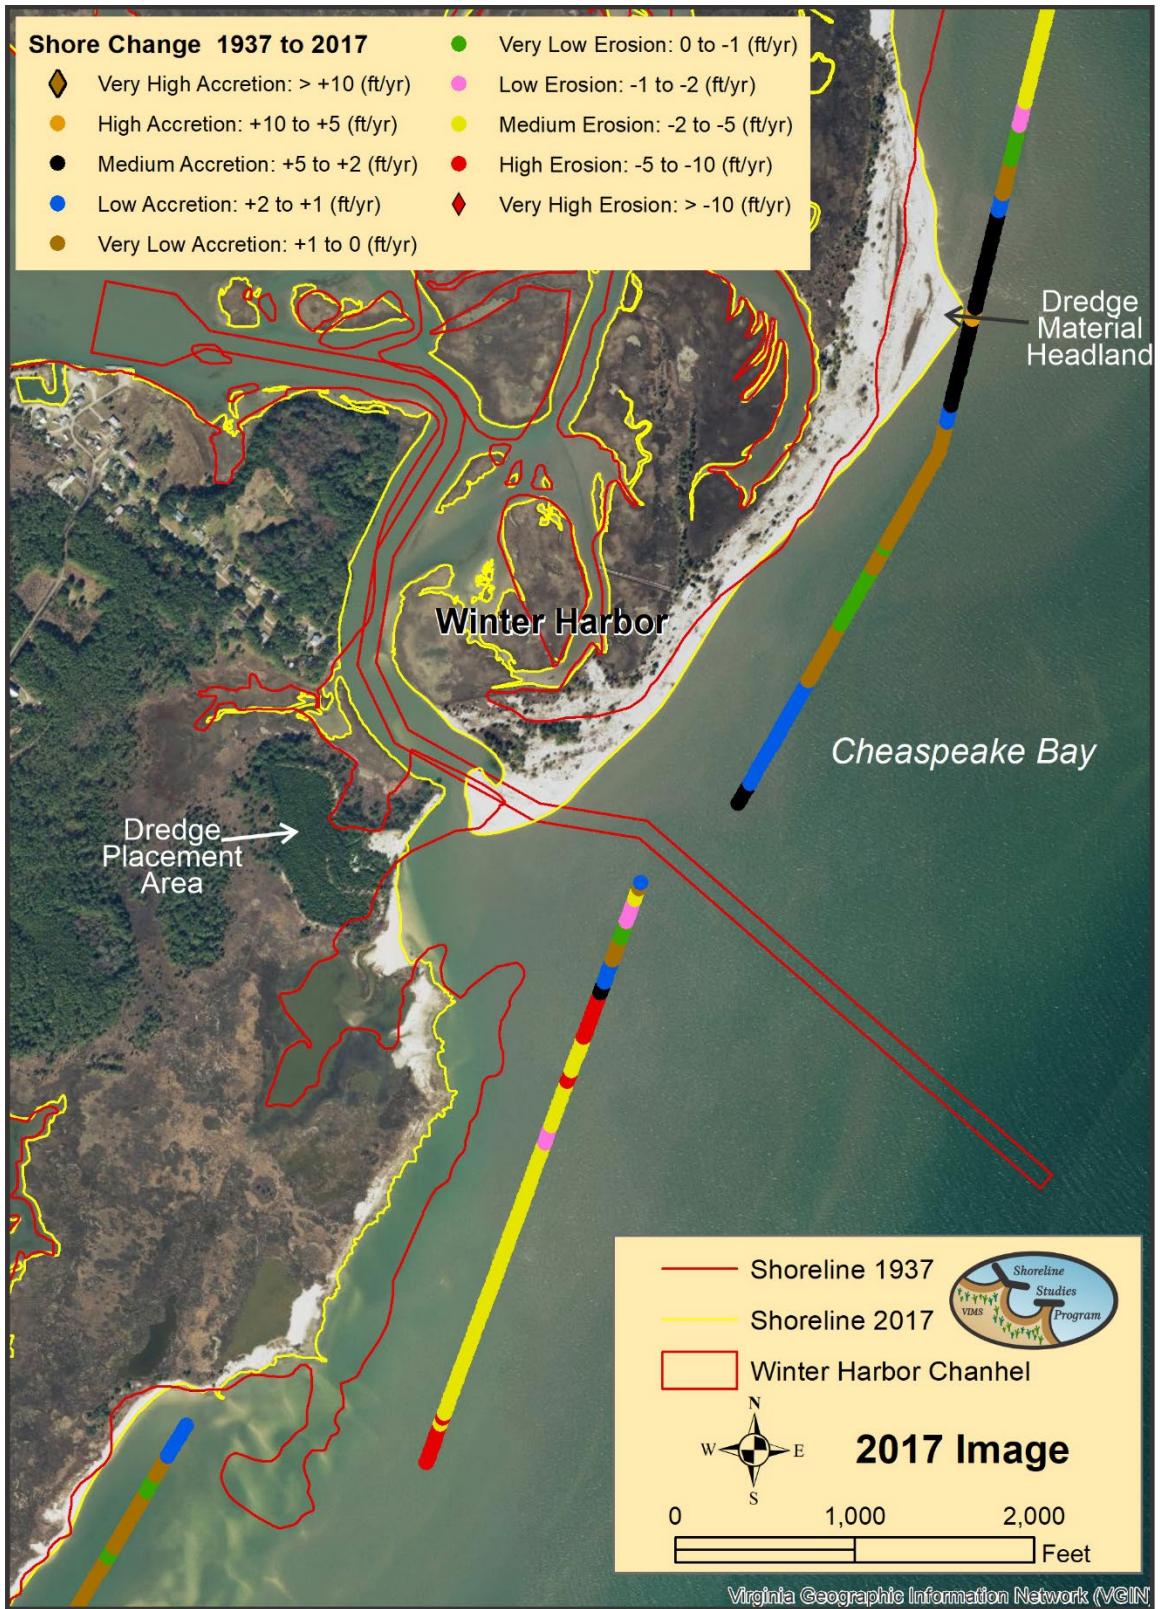 Shore Change 1937 to 2017
Very High Accretion: > +10 (ft/yr)
High Accretion: +10 to +5 (ft/yr)
Medium Accretion: +5 to +2 (ft/yr)
Low Accretion: +2 to +1 (ft/yr)
Very Low Accretion: +1 to 0 (ft/yr)
Very Low Erosion: 0 to -1 (ft/yr)
Low Erosion: -1 to -2 (ft/yr)
Medium Erosion: -2 to -5 (ft/yr)
High Erosion: -5 to -10 (ft/yr)
Very High Erosion: > -10 (ft/yr)
Dredge
Material
Headland
Winter Harbor
Cheaspeake Bay
Dredge
Placement
Area
Shoreline 1937
Shoreline 2017
Winter Harbor Chanhel
Shoreline
Studies
Program
VIMS
N
W
E
S
2017 Image
0 1,000 2,000
Feet
Virginia Geographic Information Network (VGIN)